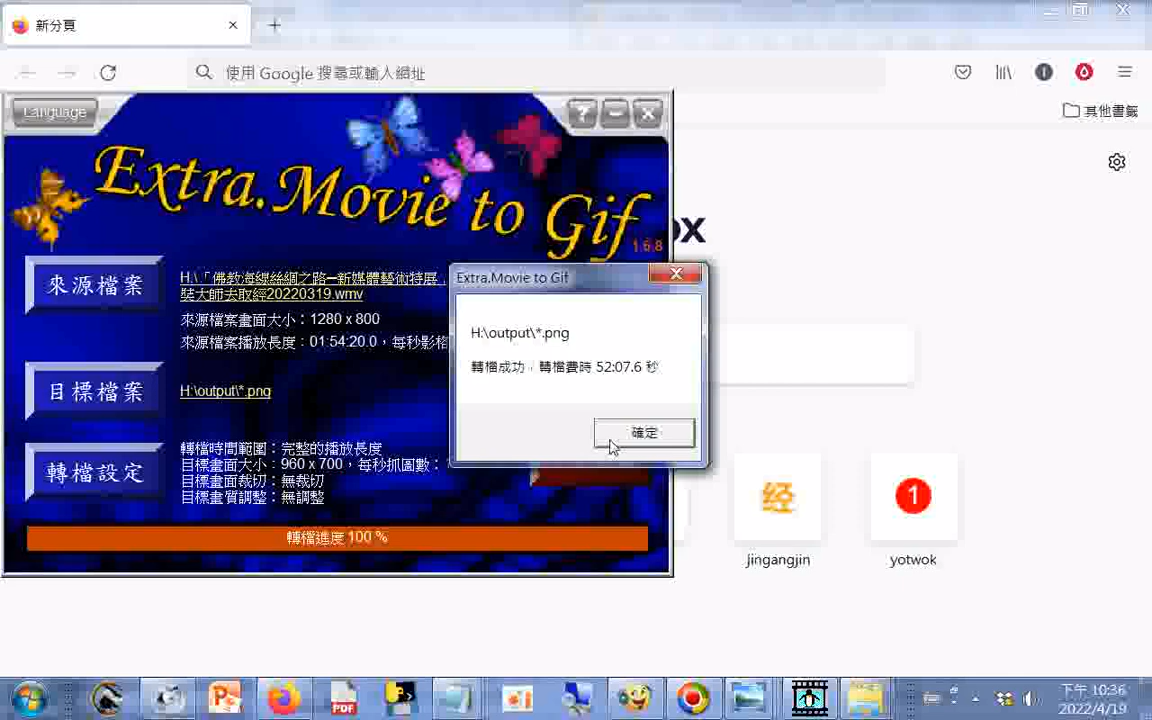 新分頁
使用 Google 搜尋或輸入網址
其他書籤
Language
Extra.Movie to Gif
1.6.8
ox
來源檔案
H:\「佛教海線絲綢之路─新媒體藝術特展」
裝大師去取經20220319.wmv
來源檔案畫面大小：1280 x 800
來源檔案播放長度：01:54:20.0，每秒影格
目標檔案
H:\output\*.png
轉檔設定
轉檔時間範圍：完整的播放長度
目標畫面大小：960 x 700，每秒抓圖數：
目標畫面裁切：無裁切
目標畫質調整：無調整
轉檔進度 100 %
Extra.Movie to Gif
H:\output\*.png
轉檔成功，轉檔費時 52:07.6 秒
確定
经
1
jingangjin
yotwok
PDF
下午 10:36
2022/4/19